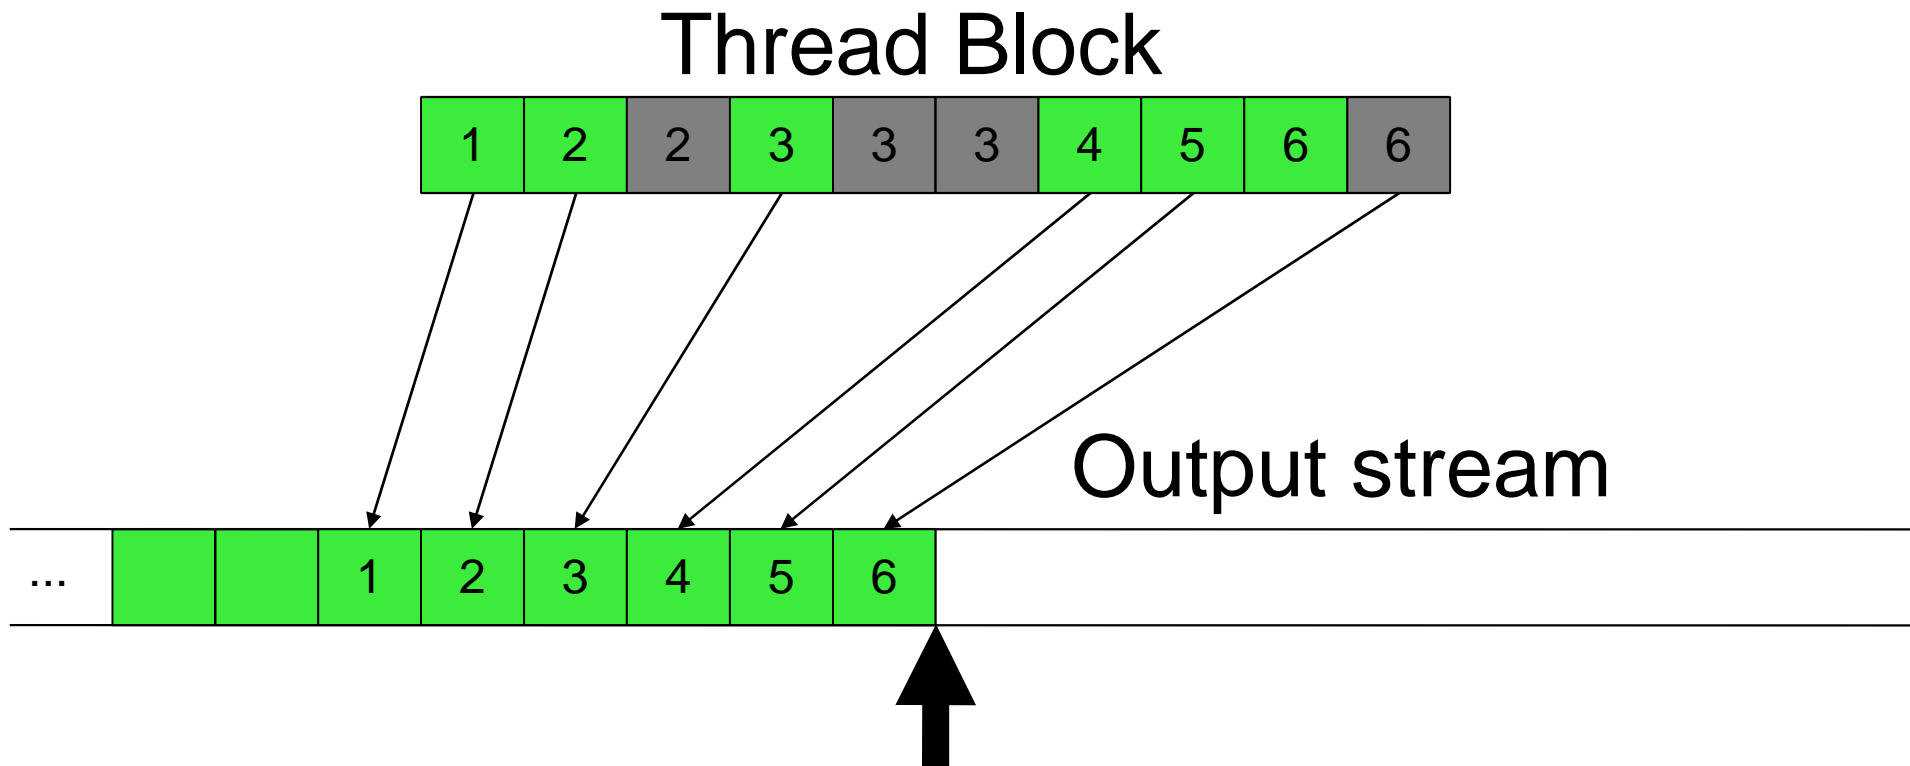 Thread Block
1 2 2 3 3 3 4 5 6 6
Output stream
... 1 2 3 4 5 6